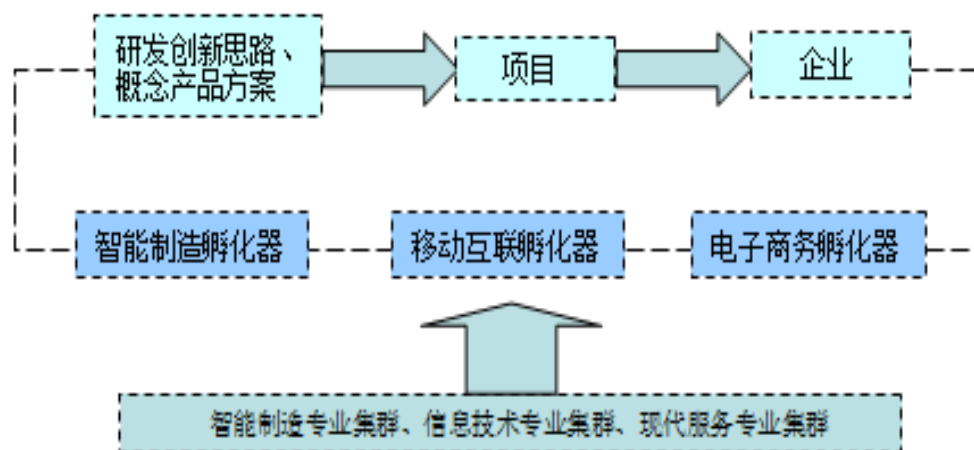 研发创新思路、
概念产品方案
项目
企业
智能制造孵化器
移动互联孵化器
电子商务孵化器
智能制造专业集群、信息技术专业集群、现代服务专业集群